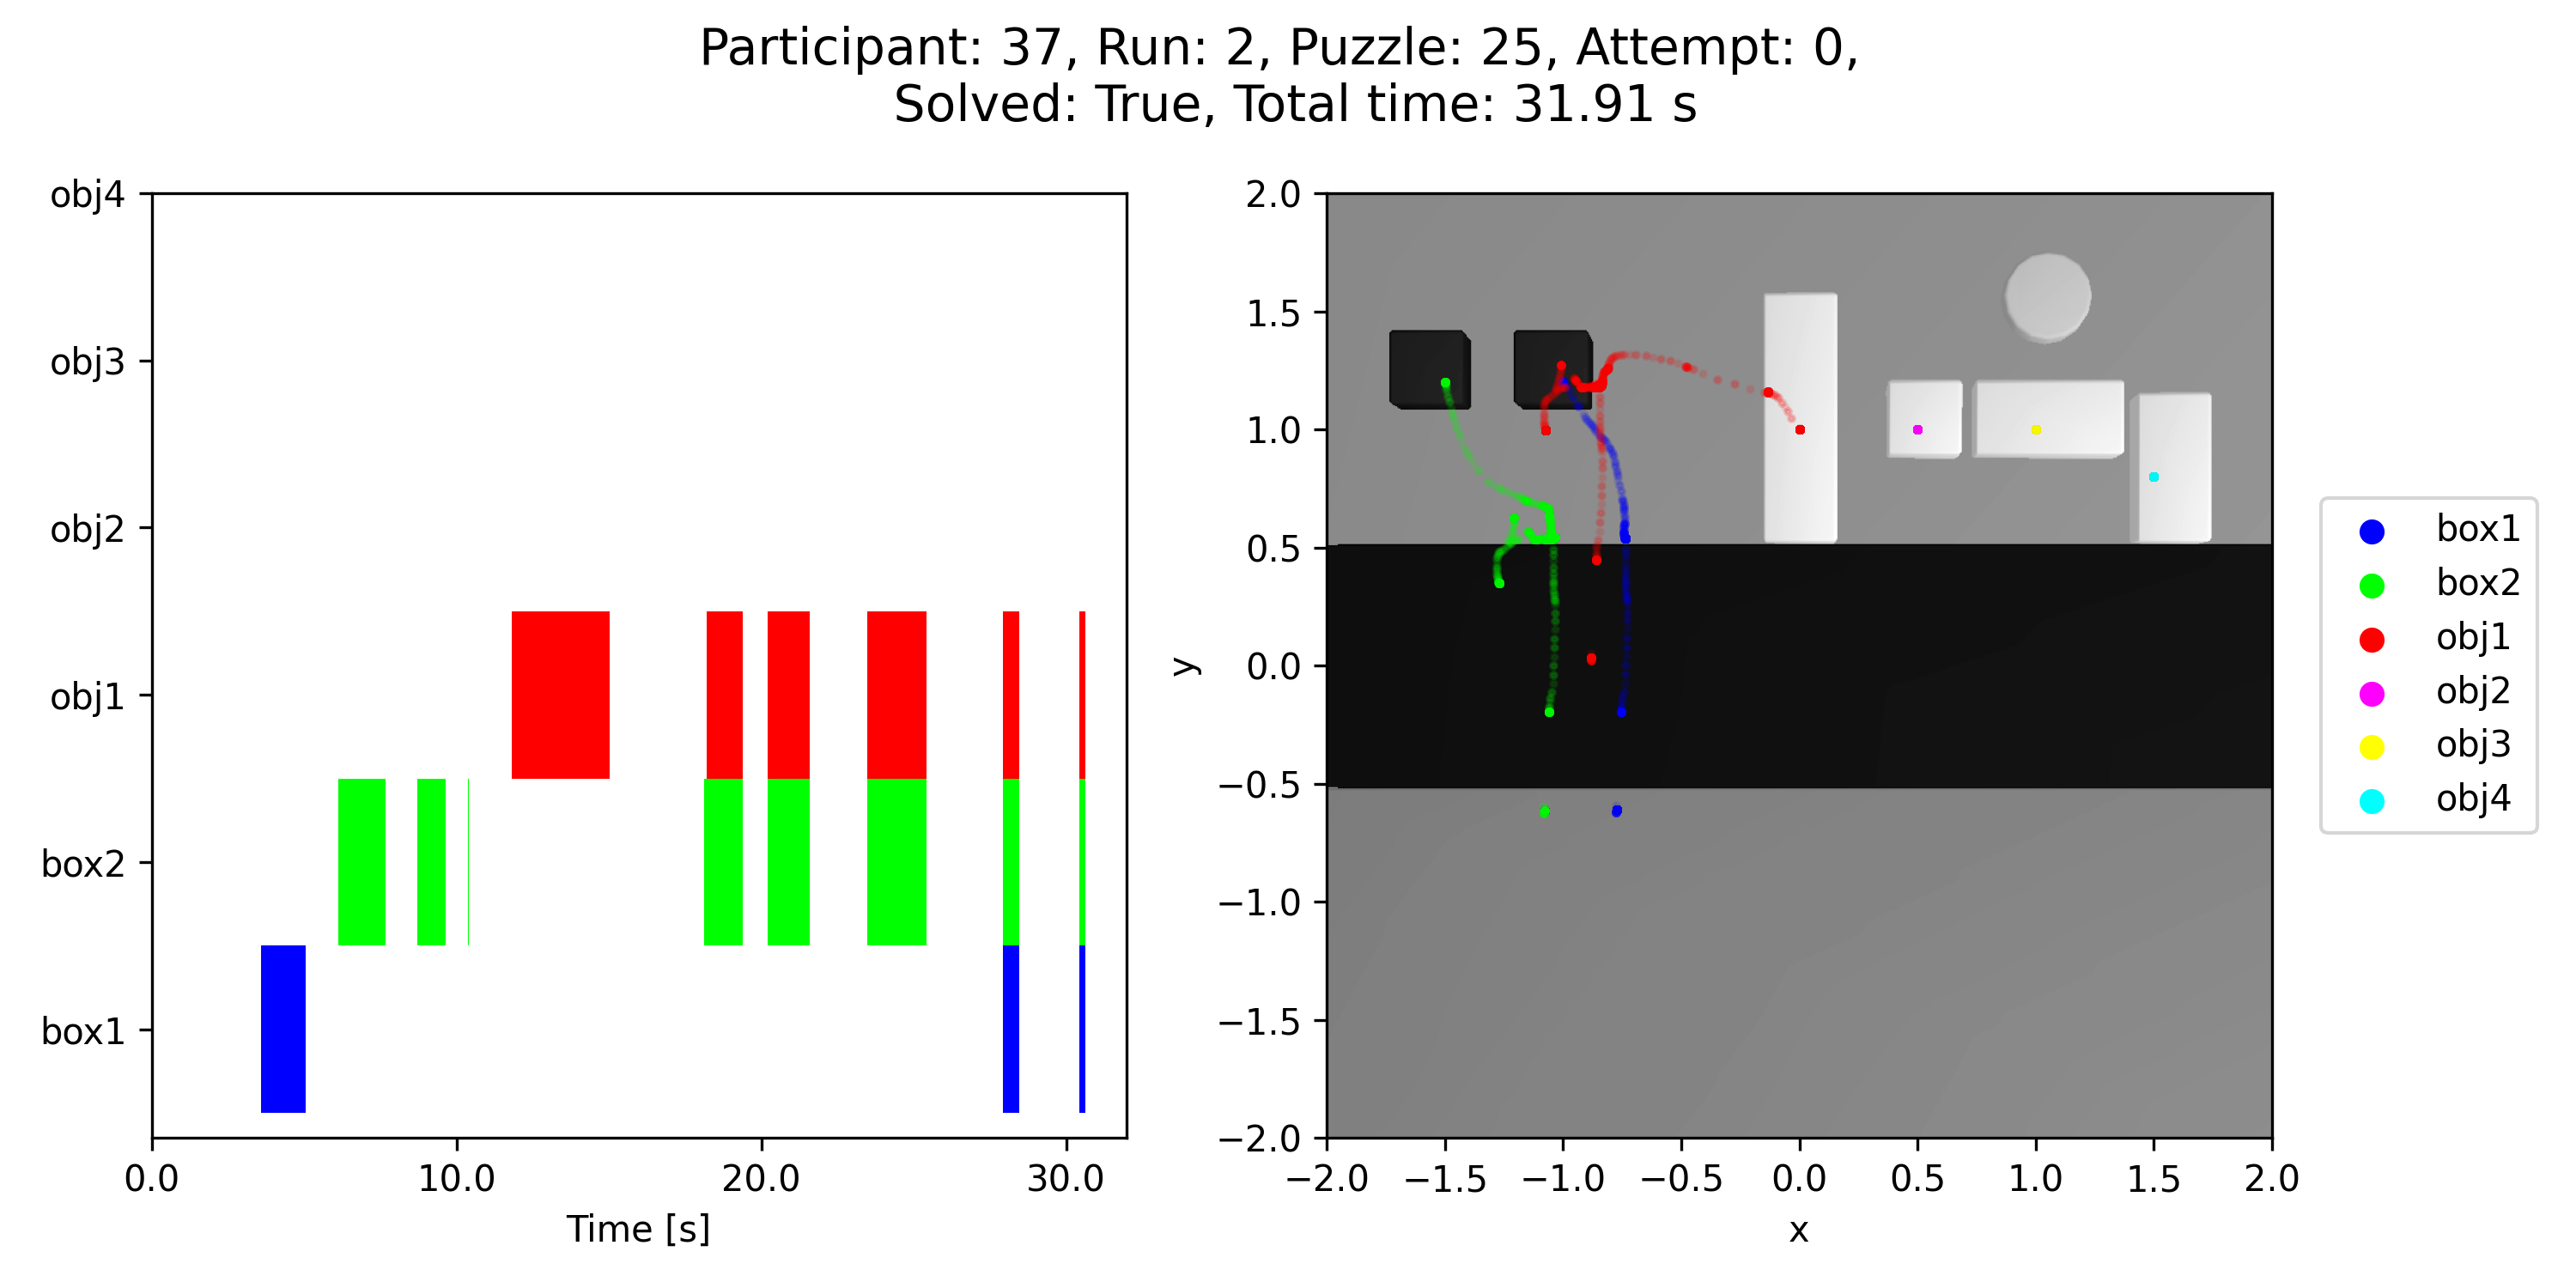 Participant: 37, Run: 2, Puzzle: 25, Attempt: 0,
Solved: True, Total time: 31.91 s
obj4
obj3
obj2
obj1
box2
box1
0.0 10.0 20.0 30.0
Time [s]
2.0
1.5
1.0
0.5
0.0
−0.5
−1.0
−1.5
−2.0
y
−2.0 −1.5 −1.0 −0.5 0.0 0.5 1.0 1.5 2.0
x
box1
box2
obj1
obj2
obj3
obj4